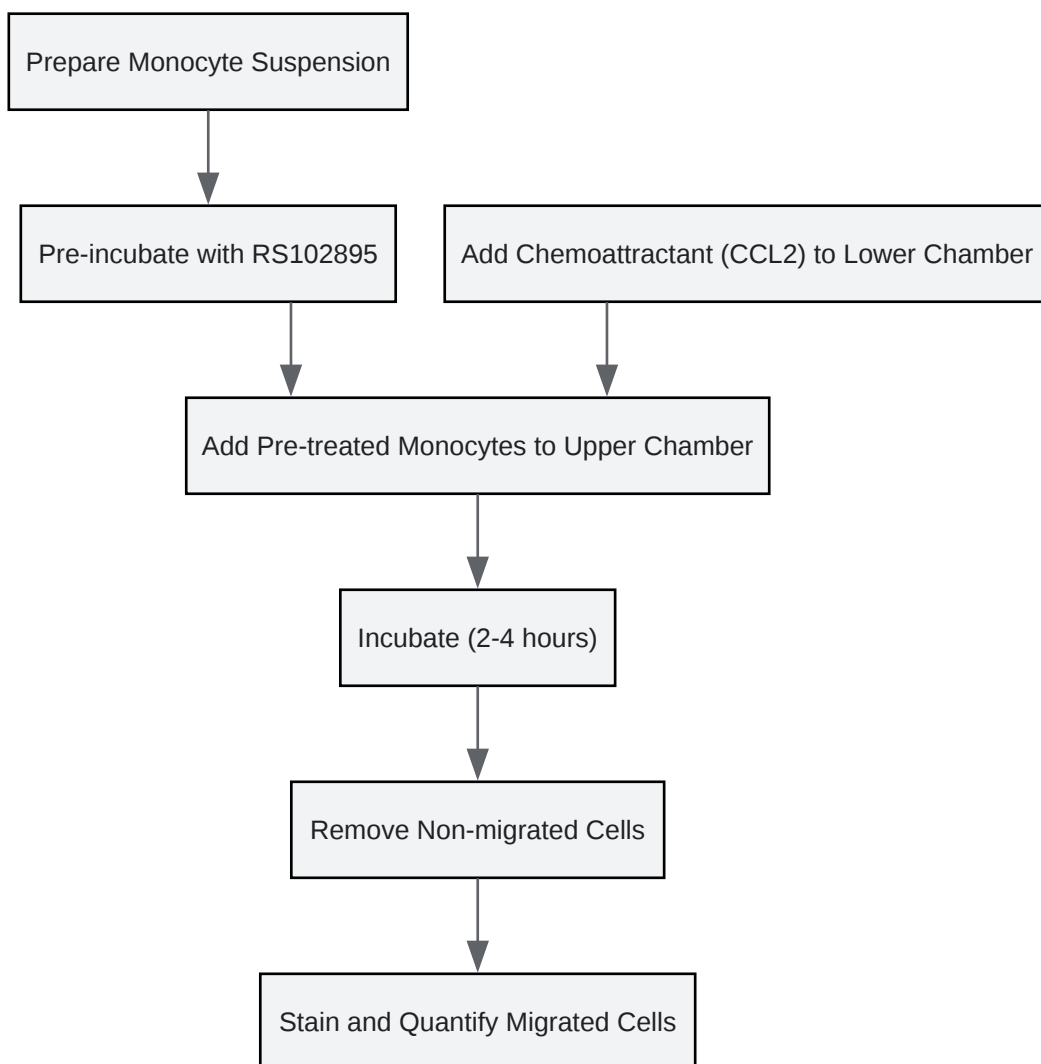 Prepare Monocyte Suspension
Pre-incubate with RS102895
Add Chemoattractant (CCL2) to Lower Chamber
Add Pre-treated Monocytes to Upper Chamber
Incubate (2-4 hours)
Remove Non-migrated Cells
Stain and Quantify Migrated Cells